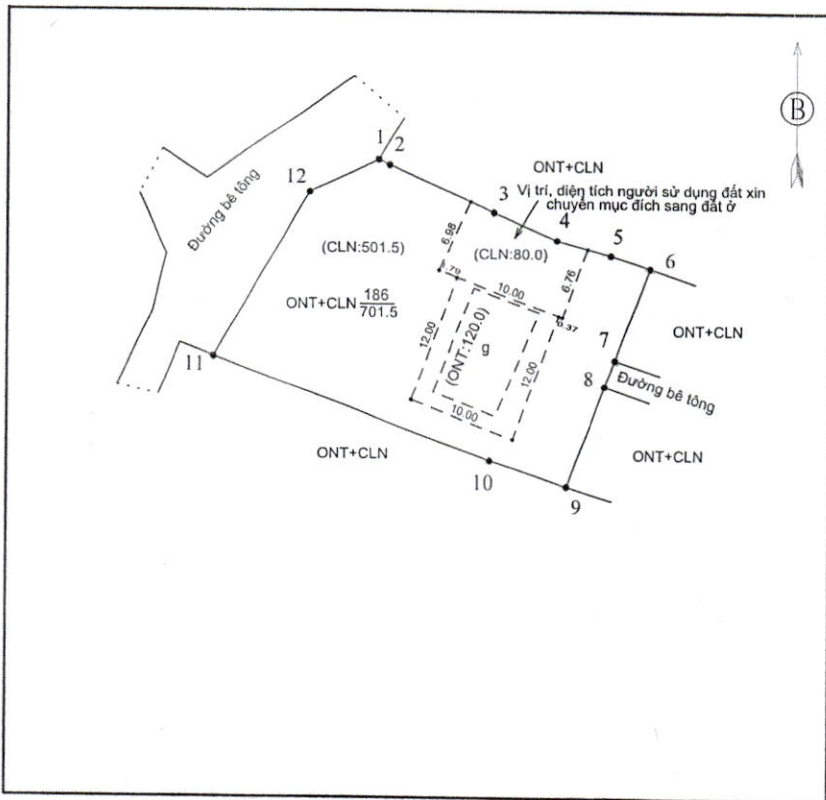 B
1
2
ONT+CLN
12
3
Vị trí, diện tích người sử dụng đất xin
chuyển mục đích sang đất ở
4
5
6
Đường bê tông
6.98
(CLN:501.5)
(CLN:80.0)
6.76
.79
10.00
ONT+CLN 186
701.5
0.37
ONT+CLN
12.00
(ONT:120.0)
g
12.00
7
8
Đường bê tông
11
10.00
ONT+CLN
ONT+CLN
10
9